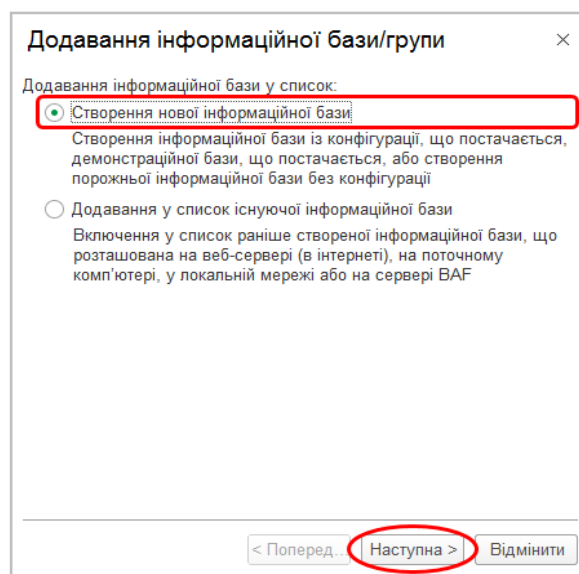 Додавання інформаційної бази/групи
Додавання інформаційної бази у список:
Створення нової інформаційної бази
Створення інформаційної бази із конфігурації, що постачається,
демонстраційної бази, що постачається, або створення
порожньої інформаційної бази без конфігурації
Додавання у список існуючої інформаційної бази
Включення у список раніше створеної інформаційної бази, що
розташована на веб-сервері (в інтернеті), на поточному
комп'ютері, у локальній мережі або на сервері BAF
< Поперед... Наступна > Відмінити